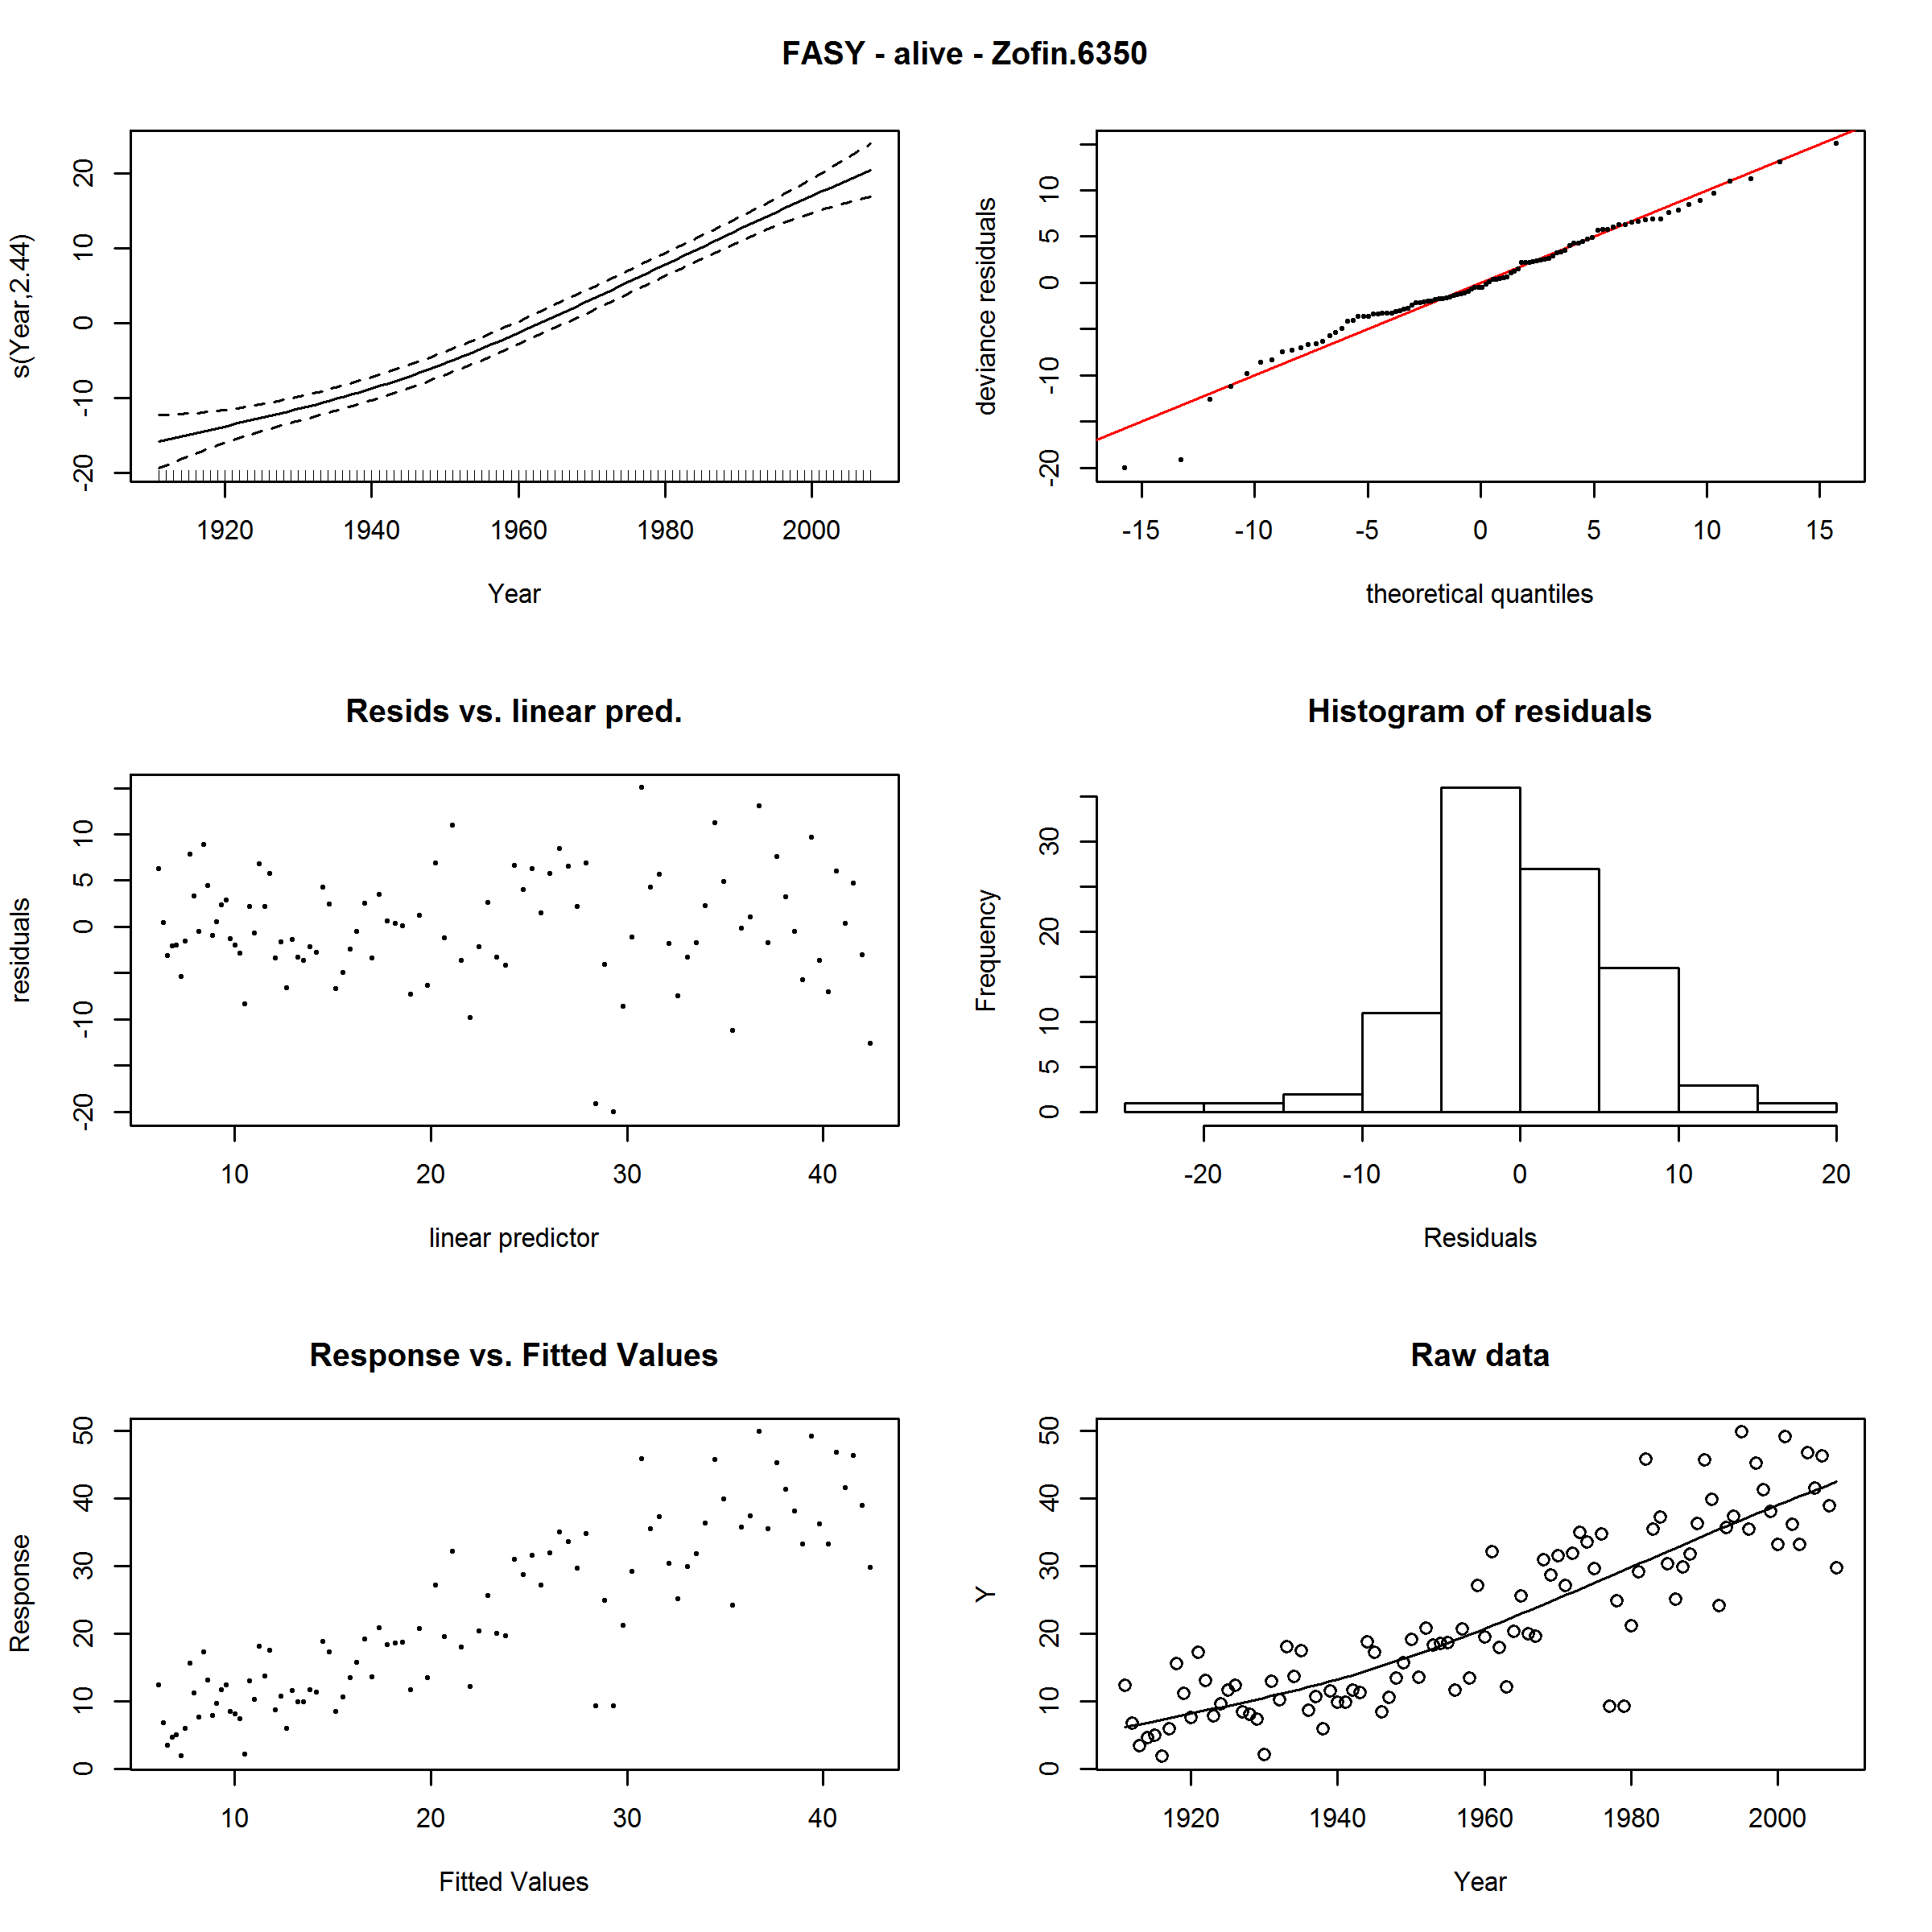 FASY - alive - Zofin.6350
s(Year,2.44)
20
10
0
-10
-20
1920 1940 1960 1980 2000
Year
deviance residuals
10
5
0
-10
-20
-15 -10 -5 0 5 10 15
theoretical quantiles
Resids vs. linear pred.
residuals
10
5
0
-10
-20
10 20 30 40
linear predictor
Histogram of residuals
Frequency
30
20
10
5
0
-20 -10 0 10 20
Residuals
Response vs. Fitted Values
Response
50
40
30
20
10
0
10 20 30 40
Fitted Values
Raw data
Y
50
40
30
20
10
0
1920 1940 1960 1980 2000
Year